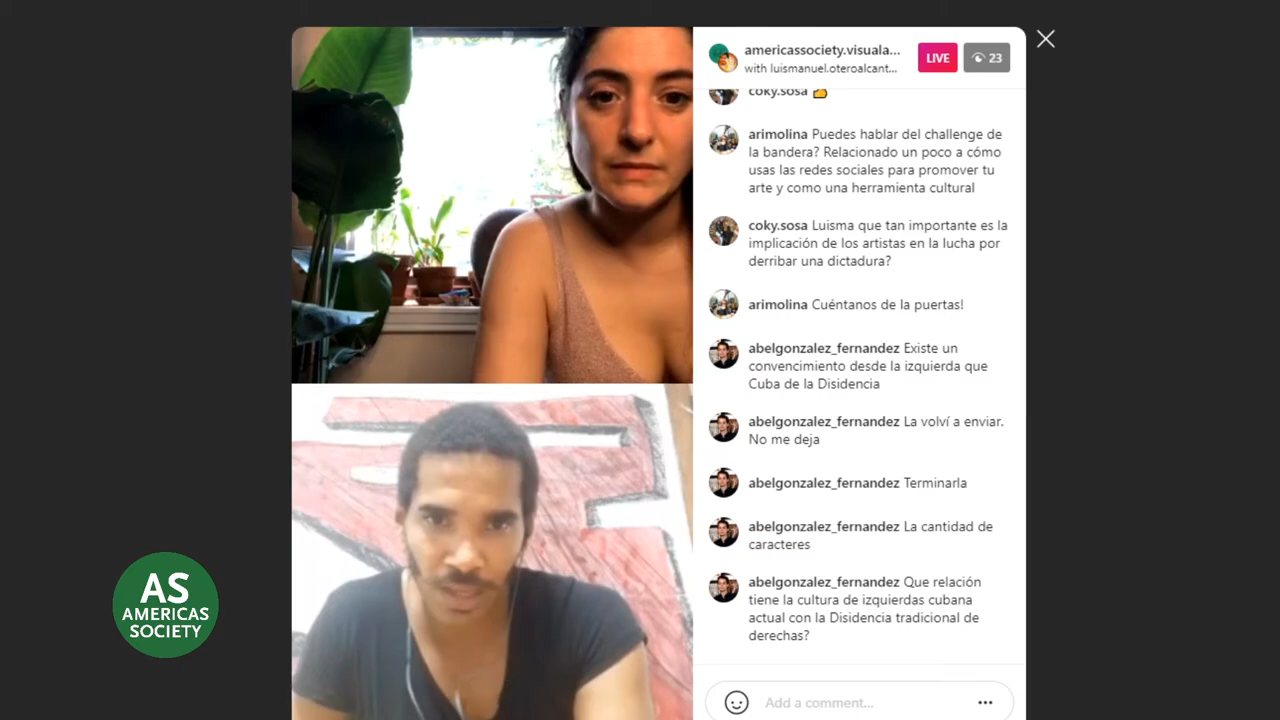 americassociety.visuala...
with luismanuel.oteroalcant...
LIVE
23
coky.sosa
arimolina Puedes hablar del challenge de
la bandera? Relacionado un poco a cómo
usas las redes sociales para promover tu
arte y como una herramienta cultural
coky.sosa Luisma que tan importante es la
implicación de los artistas en la lucha por
derribar una dictadura?
arimolina Cuéntanos de la puertas!
abelgonzalez_fernandez Existe un
convencimiento desde la izquierda que
Cuba de la Disidencia
abelgonzalez_fernandez La volví a enviar.
No me deja
abelgonzalez_fernandez Terminarla
abelgonzalez_fernandez La cantidad de
caracteres
abelgonzalez_fernandez Que relación
tiene la cultura de izquierdas cubana
actual con la Disidencia tradicional de
derechas?
Add a comment...
AS
AMERICAS
SOCIETY